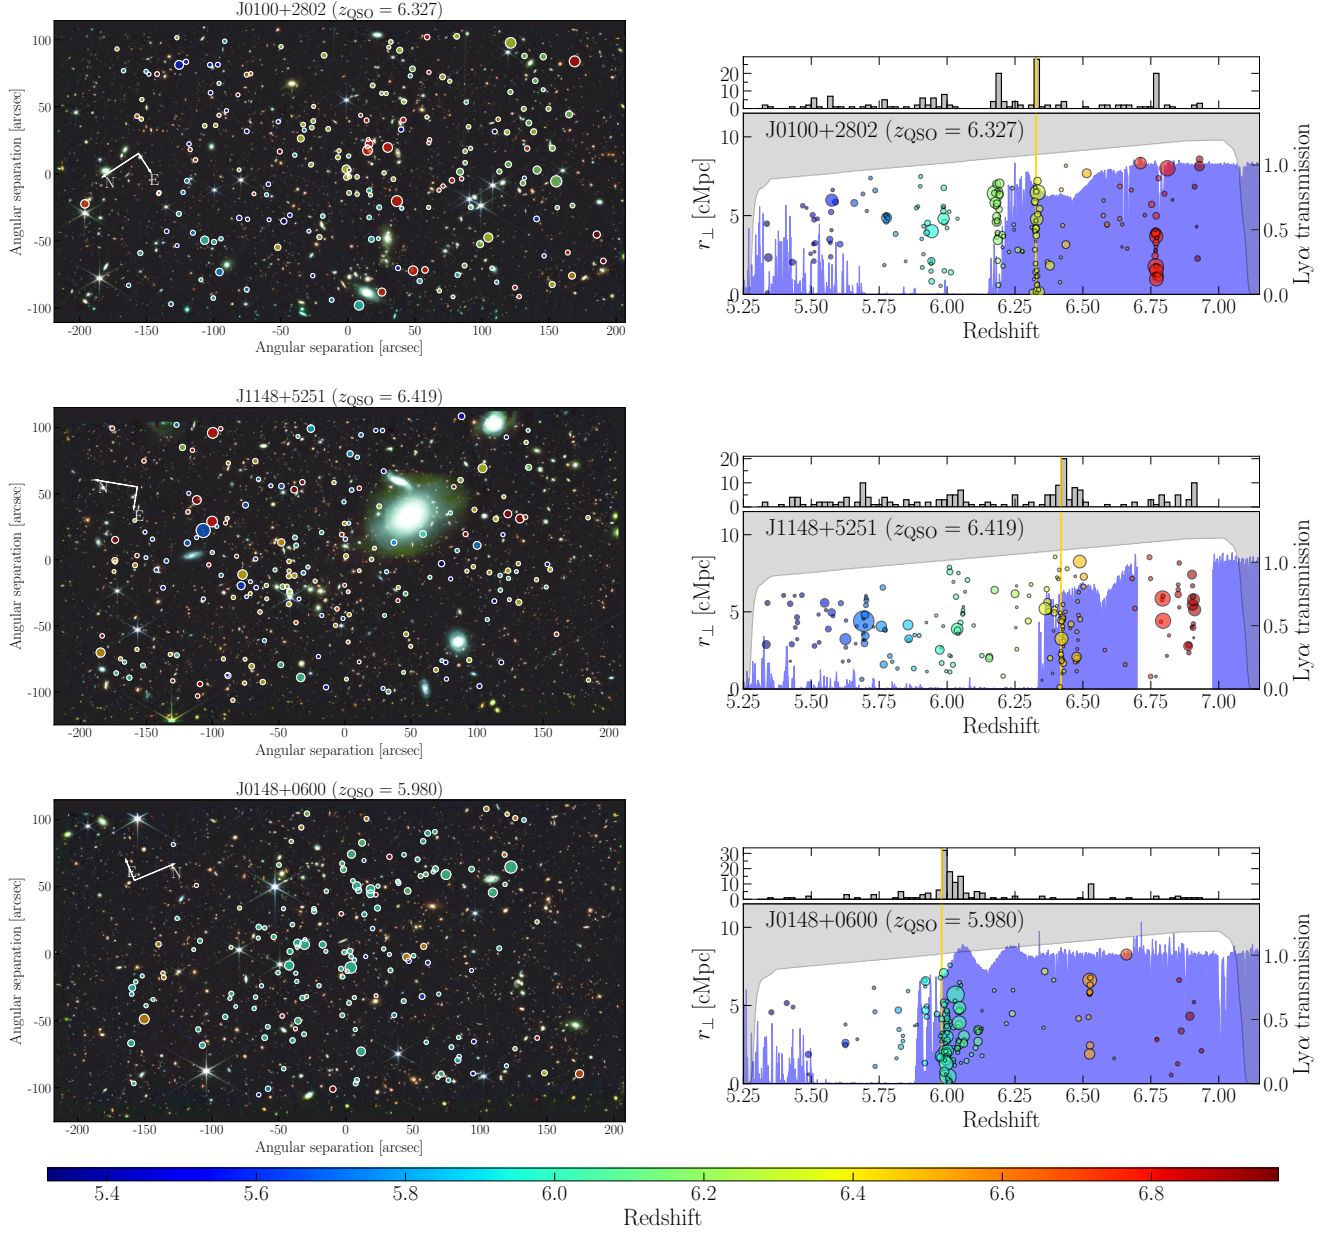 J0100+2802 (zQSO = 6.327)
Angular separation [arcsec]
100
50
0
-50
-100
N
E
-200 -150 -100 -50 0 50 100 150 200
Angular separation [arcsec]
20
10
0
J0100+2802 (zQSO = 6.327)
r⊥ [cMpc]
10
5
0
1.0
0.5
0.0
Lyα transmission
5.25 5.50 5.75 6.00 6.25 6.50 6.75 7.00
Redshift
J1148+5251 (zQSO = 6.419)
Angular separation [arcsec]
100
50
0
-50
-100
N
E
-200 -150 -100 -50 0 50 100 150 200
Angular separation [arcsec]
20
10
0
J1148+5251 (zQSO = 6.419)
r⊥ [cMpc]
10
5
0
1.0
0.5
0.0
Lyα transmission
5.25 5.50 5.75 6.00 6.25 6.50 6.75 7.00
Redshift
J0148+0600 (zQSO = 5.980)
Angular separation [arcsec]
100
50
0
-50
-100
E
N
-200 -150 -100 -50 0 50 100 150 200
Angular separation [arcsec]
30
20
10
0
J0148+0600 (zQSO = 5.980)
r⊥ [cMpc]
10
5
0
1.0
0.5
0.0
Lyα transmission
5.25 5.50 5.75 6.00 6.25 6.50 6.75 7.00
Redshift
5.4 5.6 5.8 6.0 6.2 6.4 6.6 6.8
Redshift